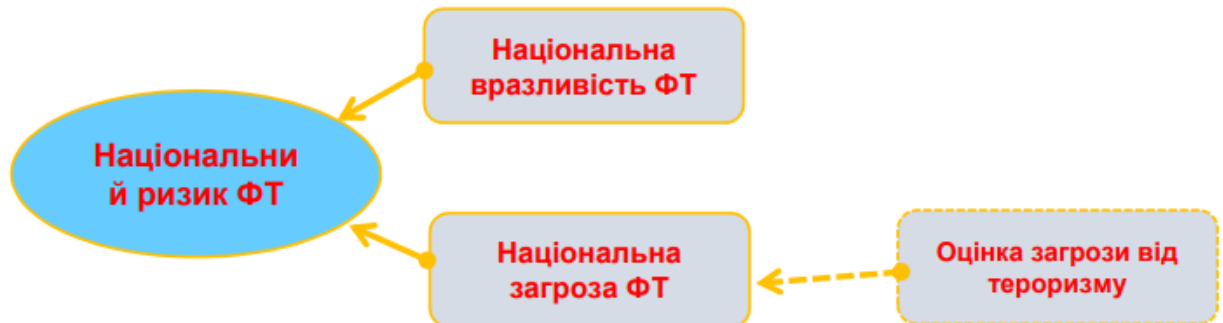 Національна
вразливість ФТ
Національни
й ризик ФТ
Національна
загроза ФТ
Оцінка загрози від
тероризму